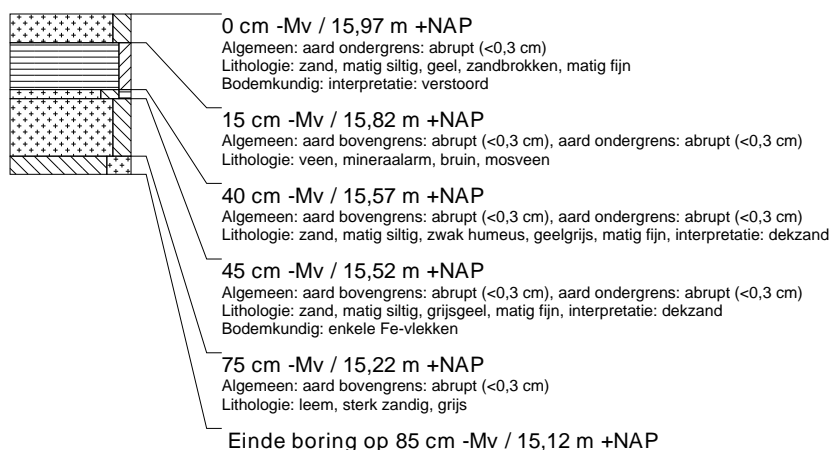 0 cm -Mv / 15,97 m +NAP
Algemeen: aard ondergrens: abrupt (<0,3 cm)
Lithologie: zand, matig siltig, geel, zandbrokken, matig fijn
Bodemkundig: interpretatie: verstoord
15 cm -Mv / 15,82 m +NAP
Algemeen: aard bovengrens: abrupt (<0,3 cm), aard ondergrens: abrupt (<0,3 cm)
Lithologie: veen, mineraalarm, bruin, mosveen
40 cm -Mv / 15,57 m +NAP
Algemeen: aard bovengrens: abrupt (<0,3 cm), aard ondergrens: abrupt (<0,3 cm)
Lithologie: zand, matig siltig, zwak humeus, geelgrijs, matig fijn, interpretatie: dekzand
45 cm -Mv / 15,52 m +NAP
Algemeen: aard bovengrens: abrupt (<0,3 cm), aard ondergrens: abrupt (<0,3 cm)
Lithologie: zand, matig siltig, grijsgeel, matig fijn, interpretatie: dekzand
Bodemkundig: enkele Fe-vlekken
75 cm -Mv / 15,22 m +NAP
Algemeen: aard bovengrens: abrupt (<0,3 cm)
Lithologie: leem, sterk zandig, grijs
Einde boring op 85 cm -Mv / 15,12 m +NAP